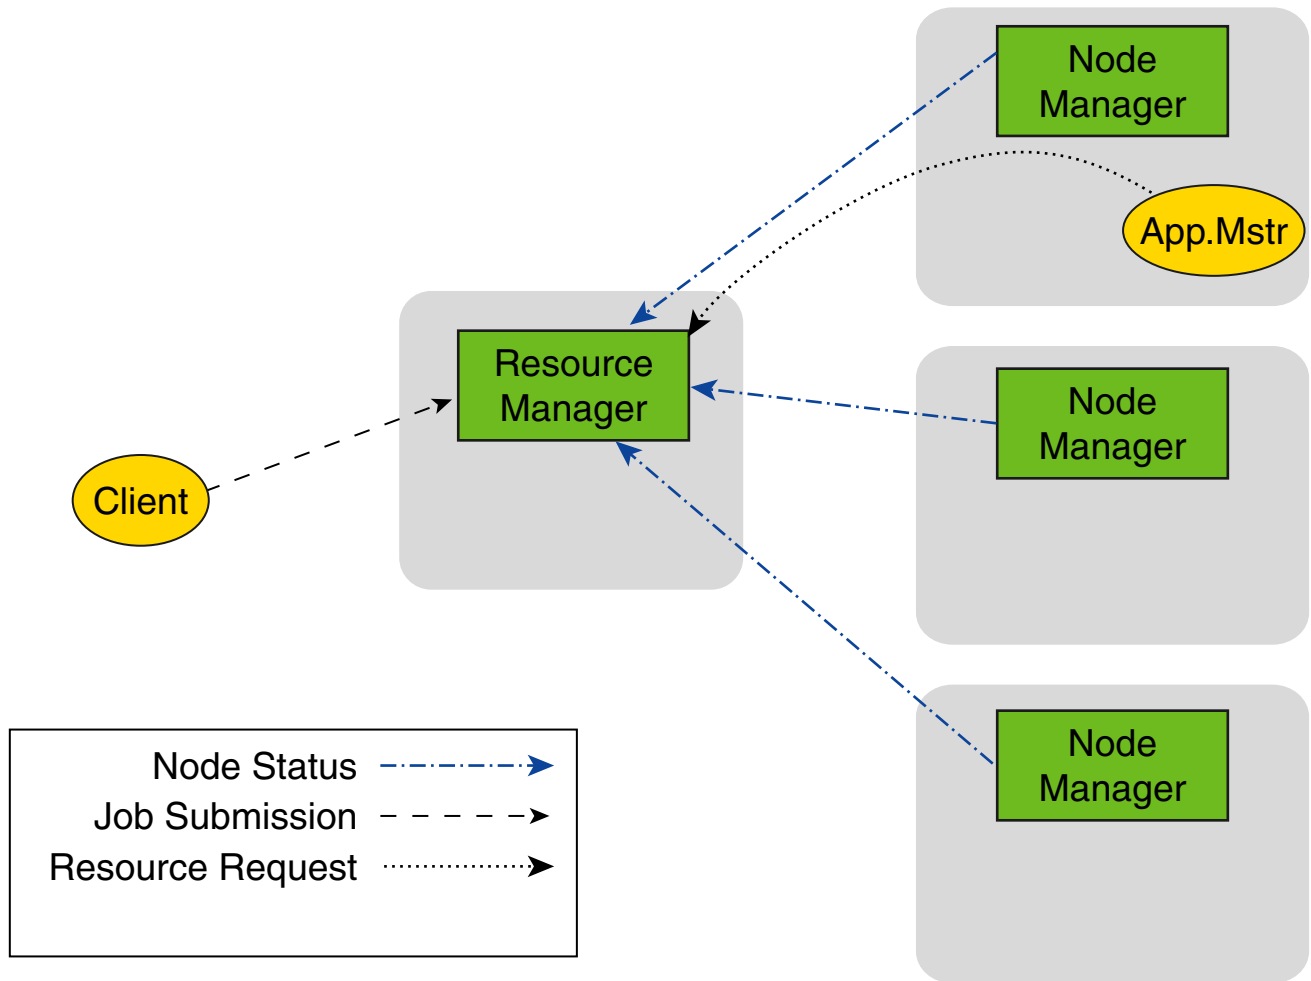 Node
Manager
App.Mstr
Resource
Manager
Node
Manager
Client
Node
Manager
Node Status
Job Submission
Resource Request